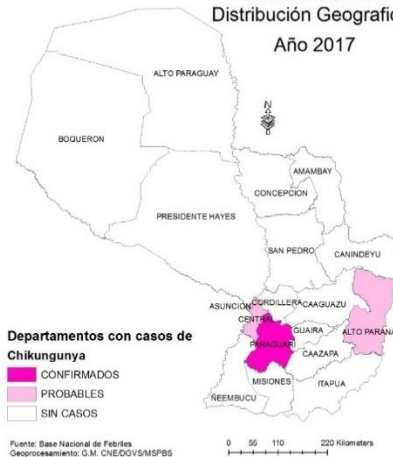 Distribución Geografic
Año 2017
ALTO PARAGUAY
BOQUERON
N
AMAMBAY
CONCEPCION
PRESIDENTE HAYES
SAN PEDRO
CANINDEYU
ASUNCION
CORDILLERA
CAAGUAZU
CENTRAL
GUAIRA
ALTO PARANA
PARAGUARI
CAAZAPA
MISIONES
ITAPUA
ÑEEMBUCU
Departamentos con casos de
Chikungunya
CONFIRMADOS
PROBABLES
SIN CASOS
Fuente: Base Nacional de Febriles
Geoprocesamiento: G.M. CNE/DGVS/MSPBS
0 55 110 220 Kilometers